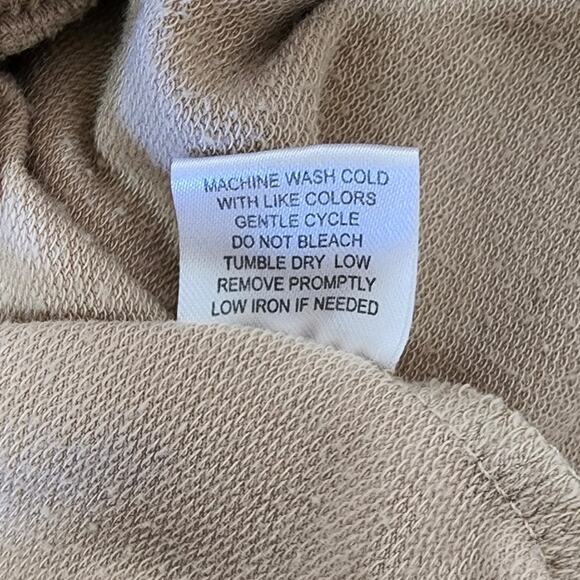 MACHINE WASH COLD
WITH LIKE COLORS
GENTLE CYCLE
DO NOT BLEACH
TUMBLE DRY LOW
REMOVE PROMPTLY
LOW IRON IF NEEDED